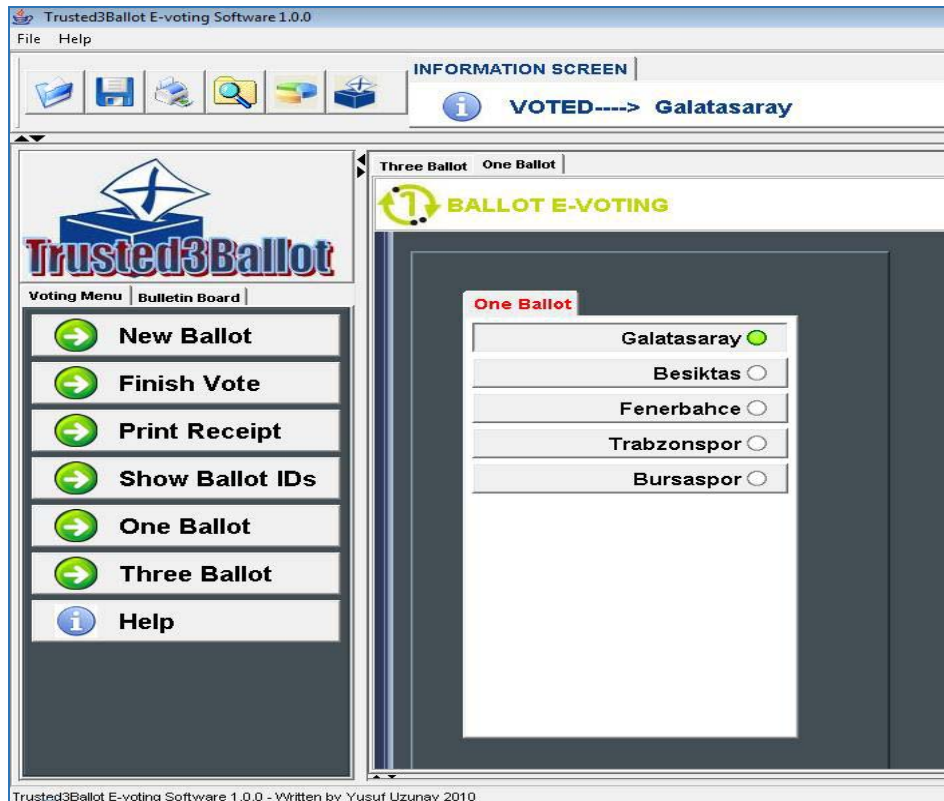 Trusted3Ballot E-voting Software 1.0.0
File Help
INFORMATION SCREEN
VOTED----> Galatasaray
Trusted3Ballot
Three Ballot One Ballot
1 BALLOT E-VOTING
Voting Menu Bulletin Board
New Ballot
Finish Vote
Print Receipt
Show Ballot IDs
One Ballot
Three Ballot
Help
One Ballot
Galatasaray
Besiktas
Fenerbahce
Trabzonspor
Bursaspor
Trusted3Ballot E-voting Software 1.0.0 - Written by Yusuf Uzunay 2010